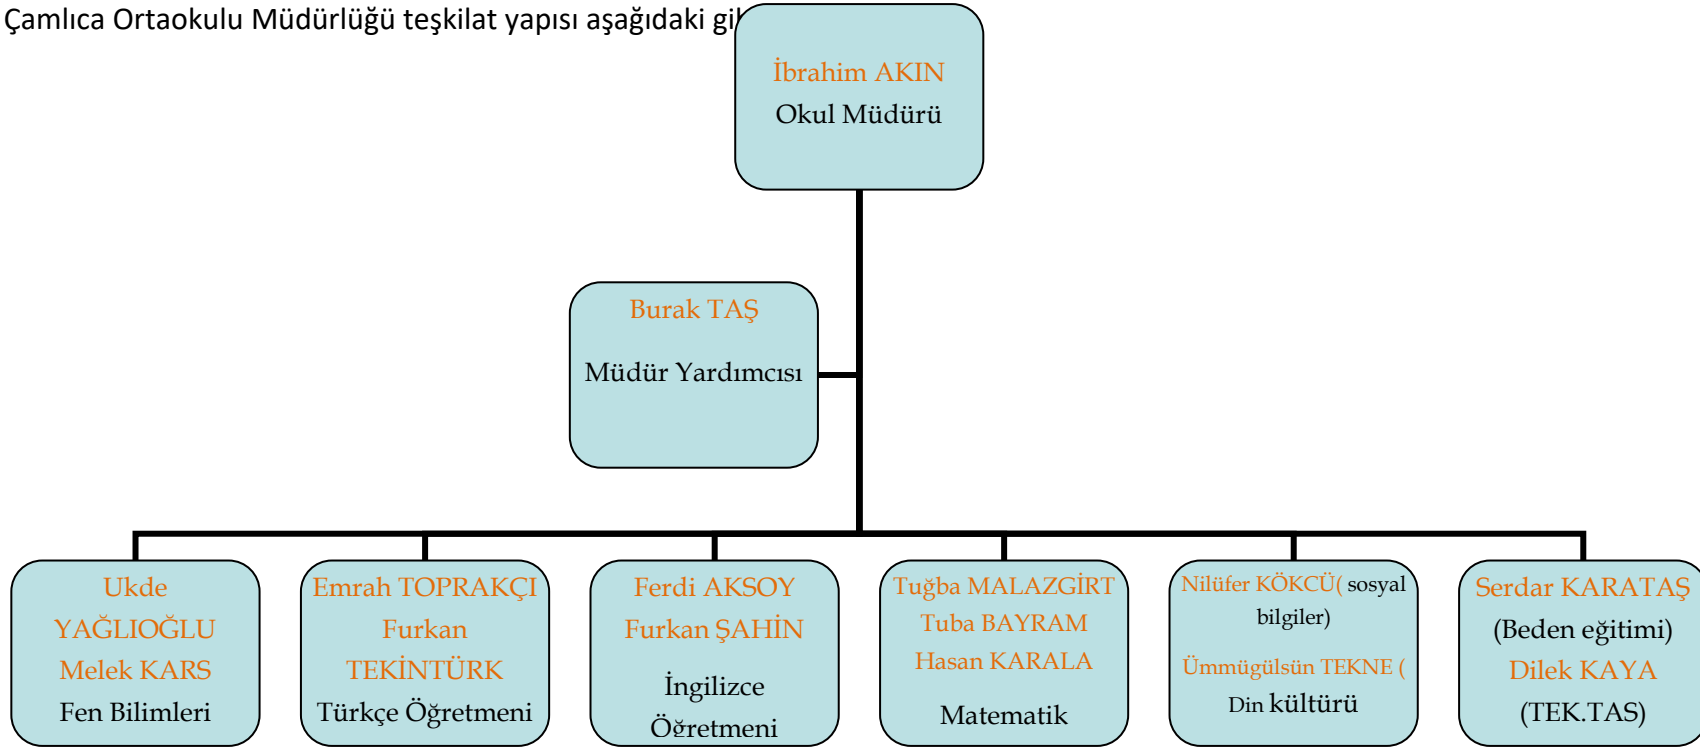 Çamlıca Ortaokulu Müdürlüğü teşkilat yapısı aşağıdaki
İbrahim AKIN
Okul Müdürü
Burak TAŞ
Müdür Yardımcısı
Ukde
YAĞLIOĞLU
Melek KARS
Fen Bilimleri
Emrah TOPRAKÇI
Furkan
TEKİNTÜRK
Türkçe Öğretmeni
Ferdi AKSOY
Furkan ŞAHİN
İngilizce
Öğretmeni
Tuğba MALAZGİRT
Tuba BAYRAM
Hasan KARALA
Matematik
Nilüfer KÖKCÜ( sosyal
bilgiler)
Ümmügülsün TEKNE (
Din kültürü
Serdar KARATAŞ
(Beden eğitimi)
Dilek KAYA
(TEK.TAS)